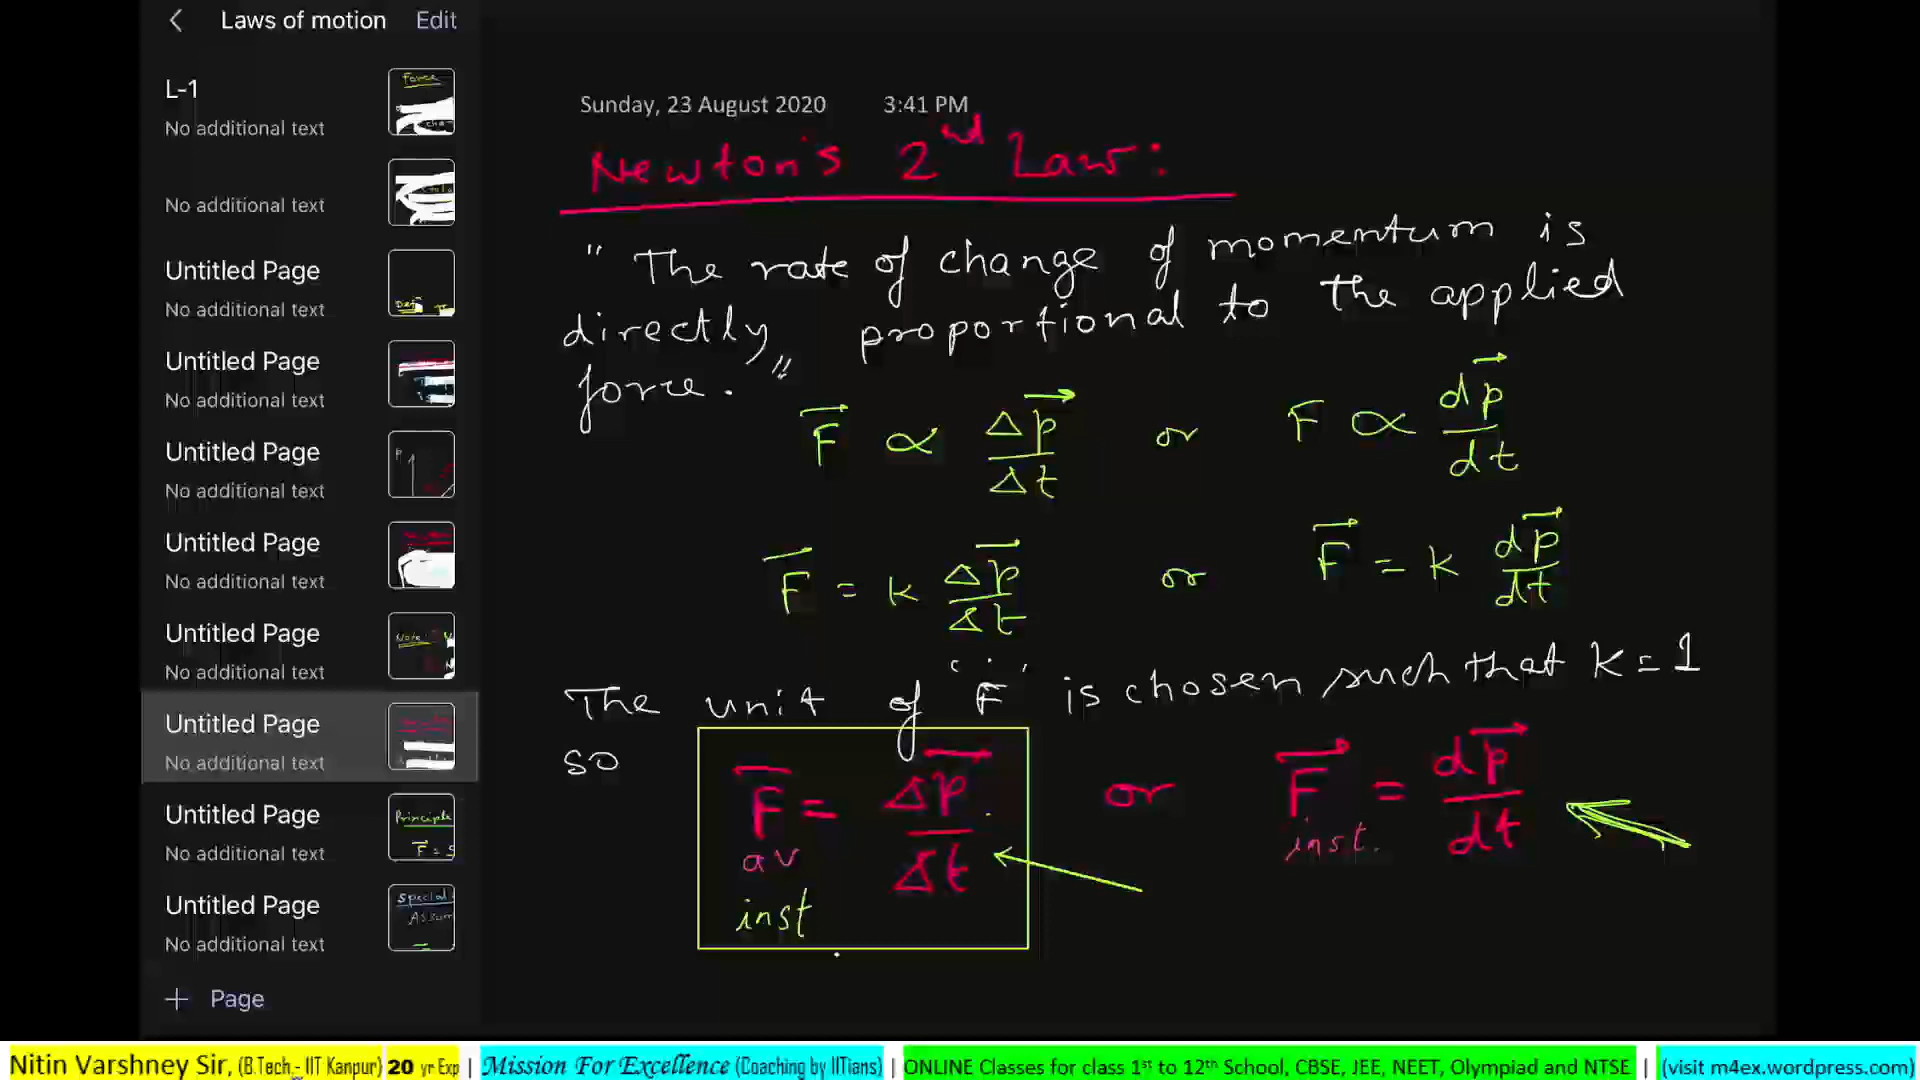 Laws of motion Edit
L-1
No additional text
No additional text
Untitled Page
No additional text
Untitled Page
No additional text
Untitled Page
No additional text
Untitled Page
No additional text
Untitled Page
No additional text
Untitled Page
No additional text
Untitled Page
No additional text
Untitled Page
No additional text
+ Page
Force
Note:
Principle
Special
Sunday, 23 August 2020 3:41 PM
Newton's 2nd Law:
"The rate of change of momentum is
directly proportional to the applied
force."
F⃗ ∝ Δp⃗/Δt or F ∝ dp⃗/dt
F⃗ = k Δp⃗/Δt or F⃗ = k dp⃗/dt
The unit of 'F' is chosen such that k = 1
so F⃗ = Δp⃗/Δt or F⃗ = dp⃗/dt
av inst.
inst
Nitin Varshney Sir, (B.Tech.- IIT Kanpur) 20 yr Exp | Mission For Excellence (Coaching by IITians) | ONLINE Classes for class 1st to 12th School, CBSE, JEE, NEET, Olympiad and NTSE | (visit m4ex.wordpress.com)